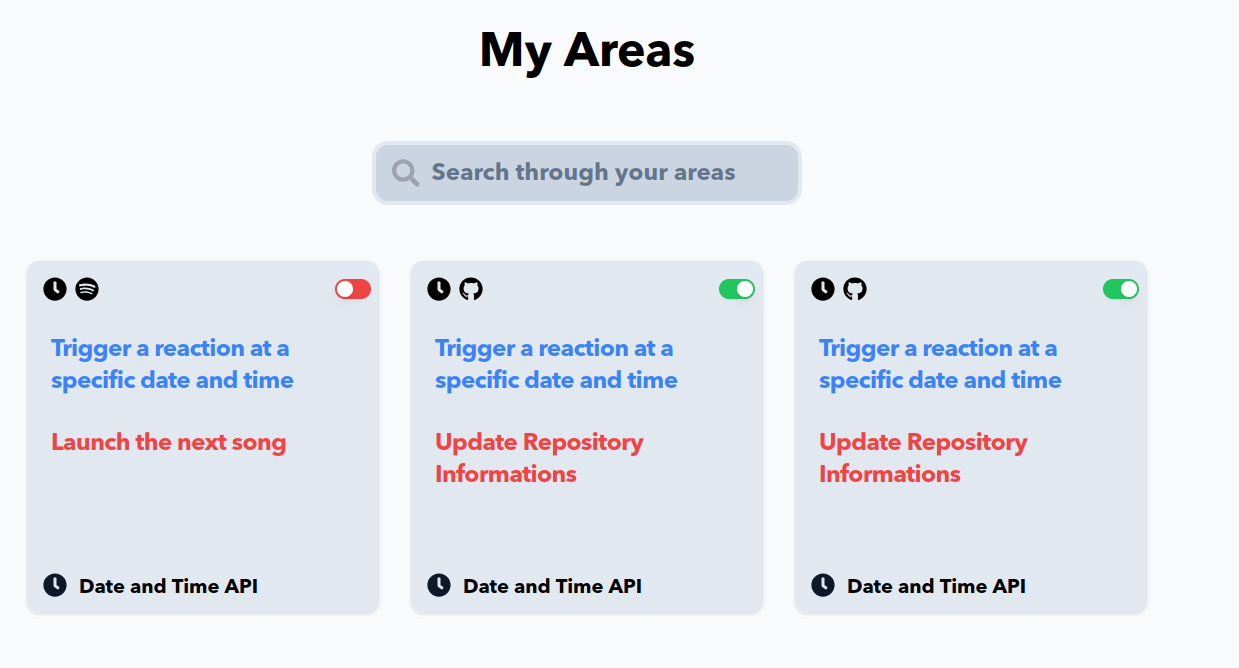 My Areas
Search through your areas
Trigger a reaction at a
specific date and time
Launch the next song
Date and Time API
Trigger a reaction at a
specific date and time
Update Repository
Informations
Date and Time API
Trigger a reaction at a
specific date and time
Update Repository
Informations
Date and Time API